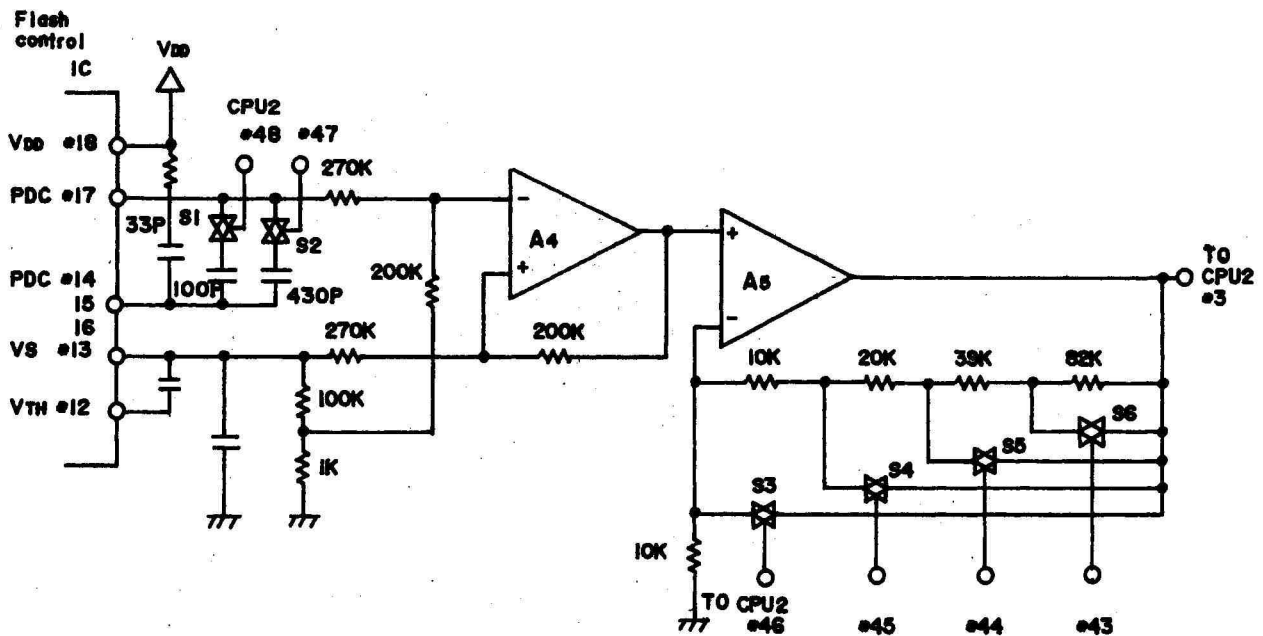 Flash
control
IC
VDD
CPU2
#48 #47
VDD #18
270K
PDC #17
S1
S2
33P
A4
200K
PDC #14
100P
430P
15
16
VS #13
270K
200K
VTH #12
100K
1K
A5
TO
CPU2
#3
10K
20K
39K
82K
S6
S5
S4
S3
10K
TO CPU2
#46
#45
#44
#43